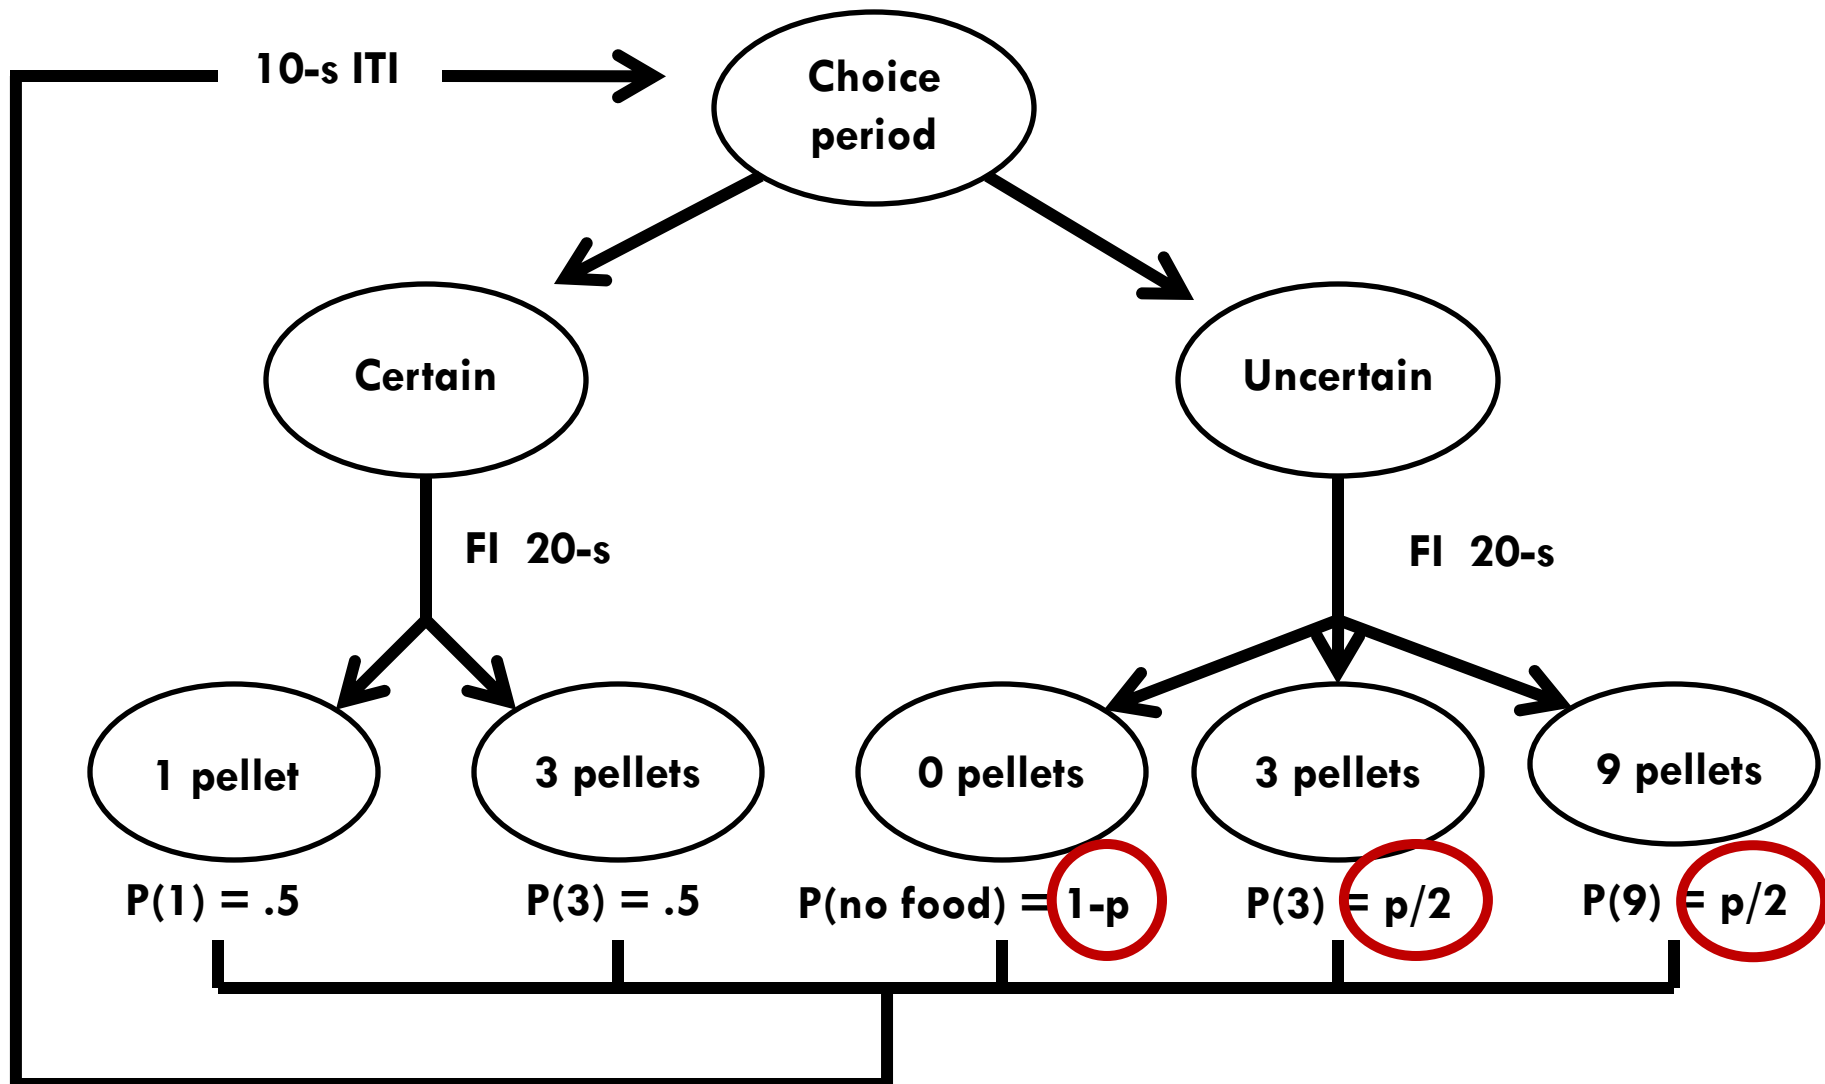 10-s ITI
Choice
period
Certain
Uncertain
FI 20-s
FI 20-s
1 pellet
3 pellets
0 pellets
3 pellets
9 pellets
P(1) = .5
P(3) = .5
P(no food) = 1-p
P(3) = p/2
P(9) = p/2